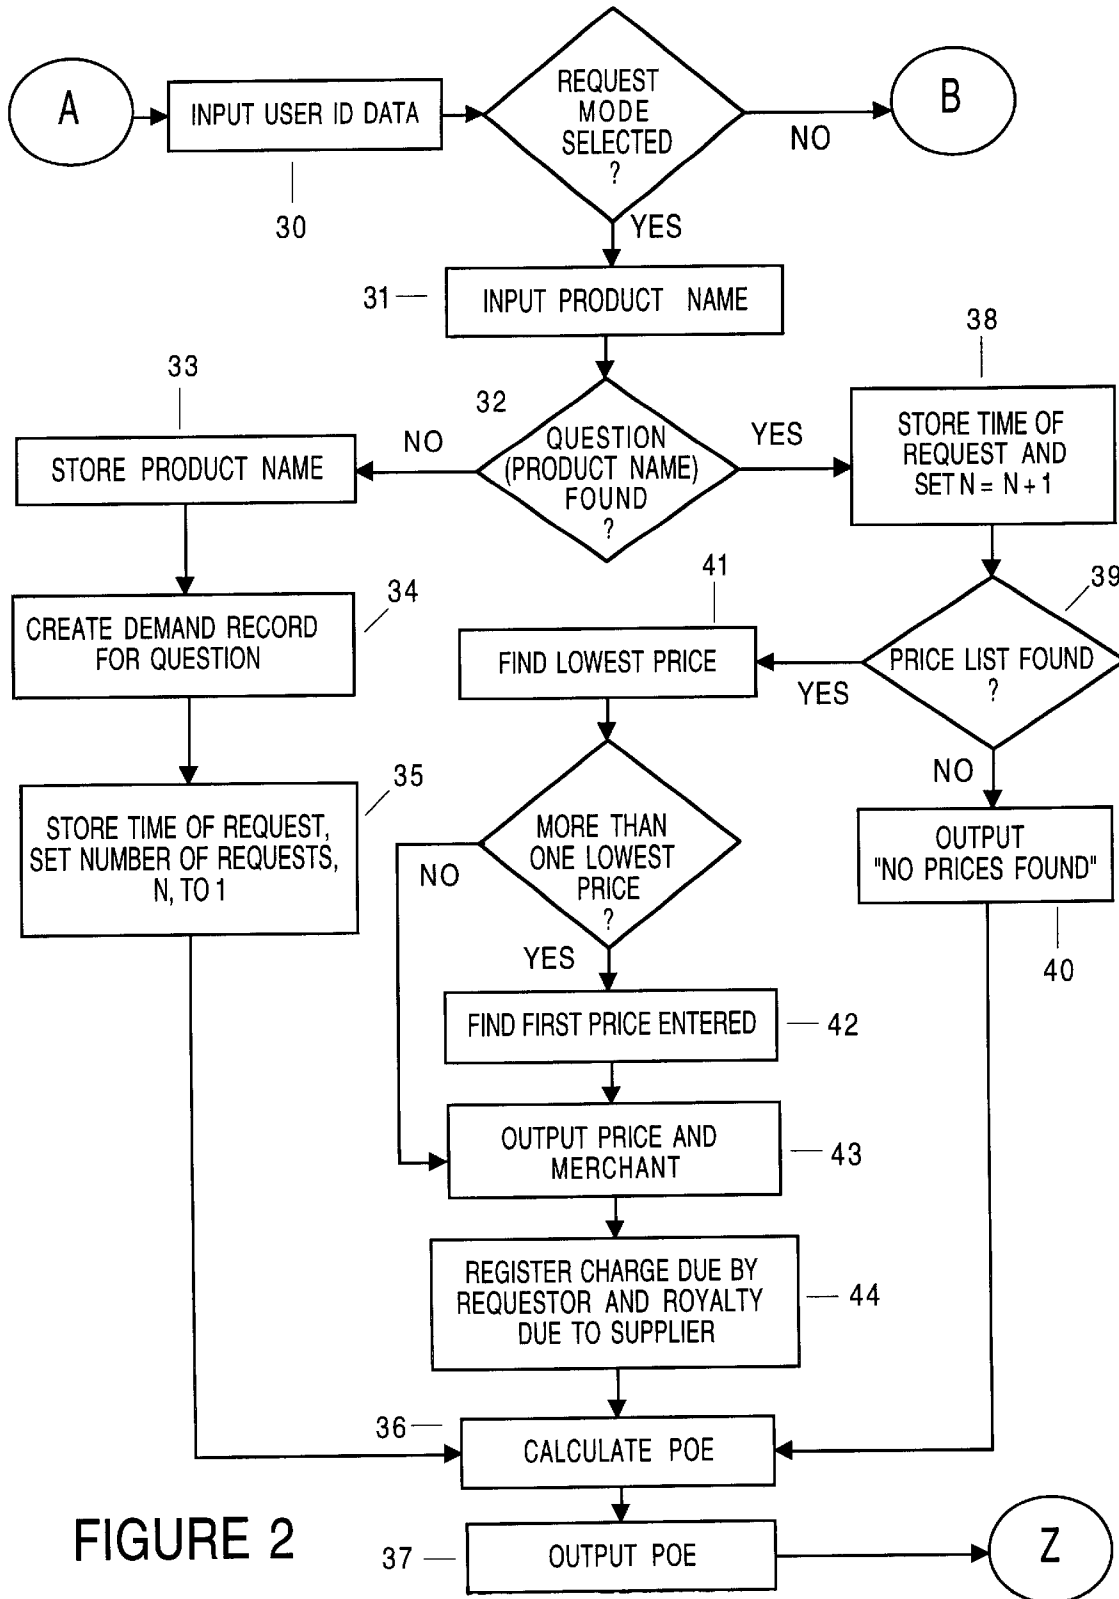 A
INPUT USER ID DATA
30
REQUEST
MODE
SELECTED
?
NO
B
YES
31
INPUT PRODUCT NAME
38
33
32
NO
QUESTION
(PRODUCT NAME)
FOUND
?
YES
STORE TIME OF
REQUEST AND
SET N = N + 1
STORE PRODUCT NAME
41
39
34
CREATE DEMAND RECORD
FOR QUESTION
FIND LOWEST PRICE
YES
PRICE LIST FOUND
?
NO
35
STORE TIME OF REQUEST,
SET NUMBER OF REQUESTS,
N, TO 1
NO
MORE THAN
ONE LOWEST
PRICE
?
OUTPUT
"NO PRICES FOUND"
40
YES
FIND FIRST PRICE ENTERED
42
OUTPUT PRICE AND
MERCHANT
43
REGISTER CHARGE DUE BY
REQUESTOR AND ROYALTY
DUE TO SUPPLIER
44
36
CALCULATE POE
FIGURE 2
37
OUTPUT POE
Z